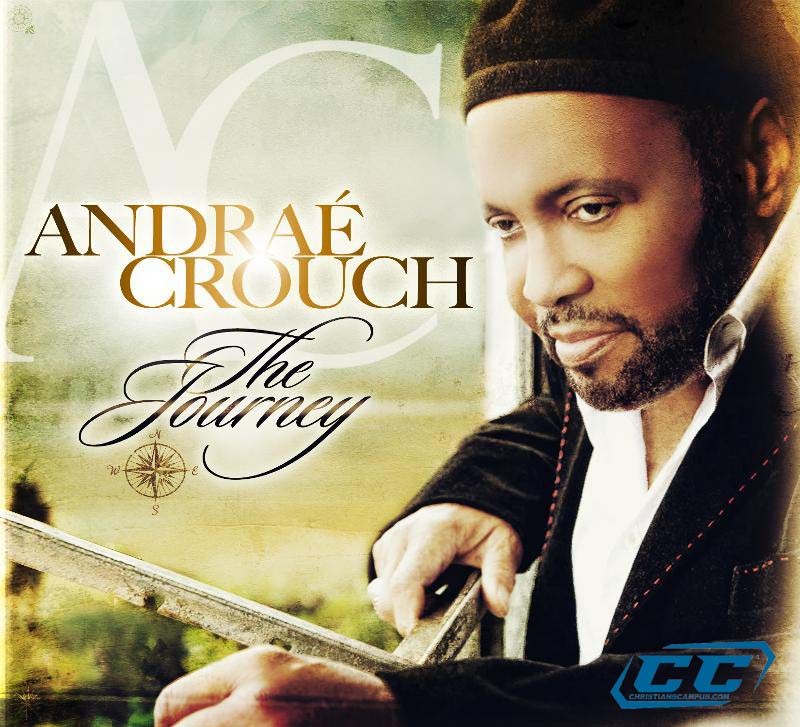 AC
ANDRAÉ
CROUCH
The
Journey
N
W E
S
CC
CHRISTIANSCAMPUS.COM